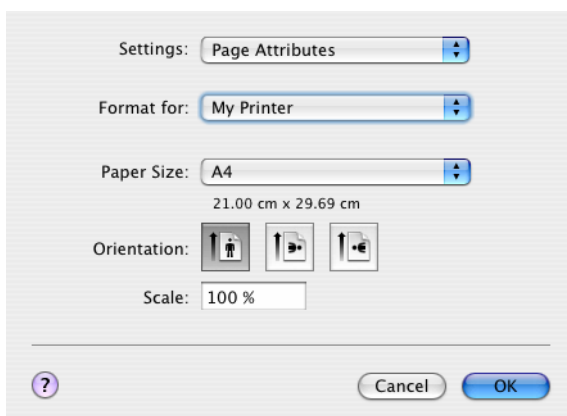 Settings: Page Attributes
Format for: My Printer
Paper Size: A4
21.00 cm x 29.69 cm
Orientation:
Scale: 100 %
? Cancel OK